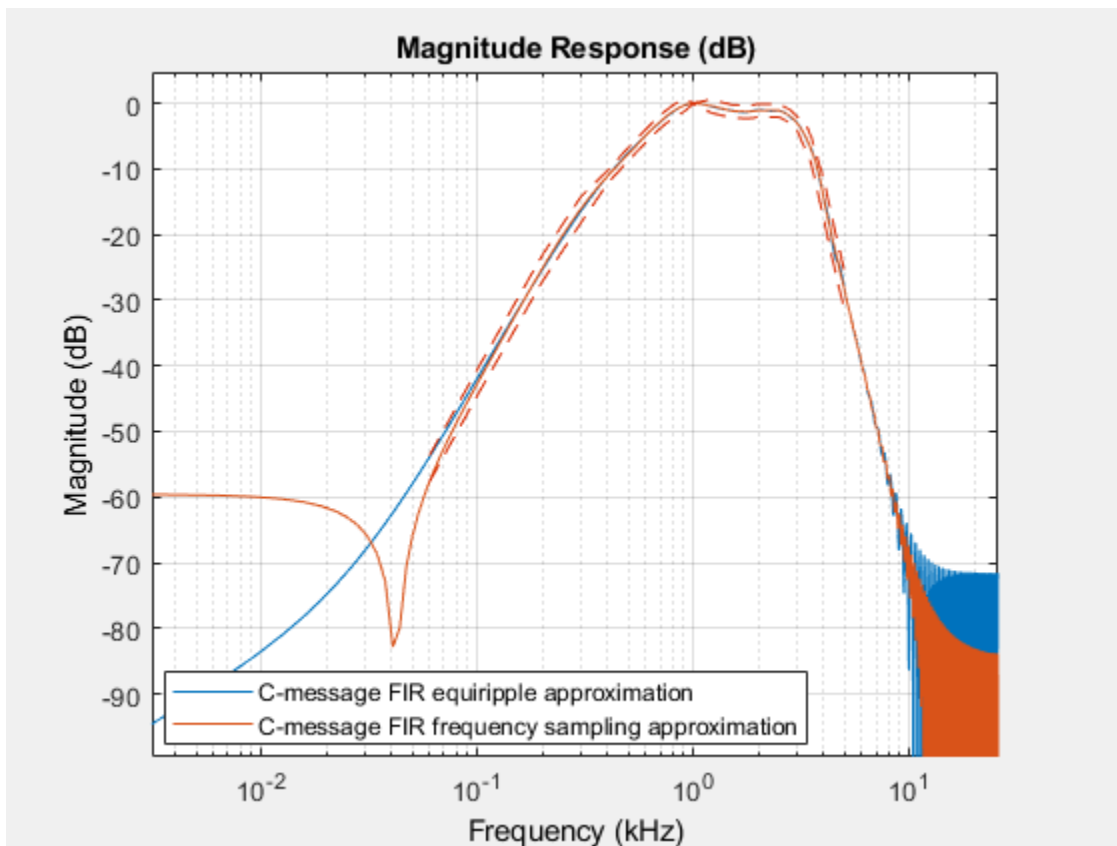 Magnitude Response (dB)
Magnitude (dB)
0
-10
-20
-30
-40
-50
-60
-70
-80
-90
C-message FIR equiripple approximation
C-message FIR frequency sampling approximation
10^-2
10^-1
10^0
10^1
Frequency (kHz)